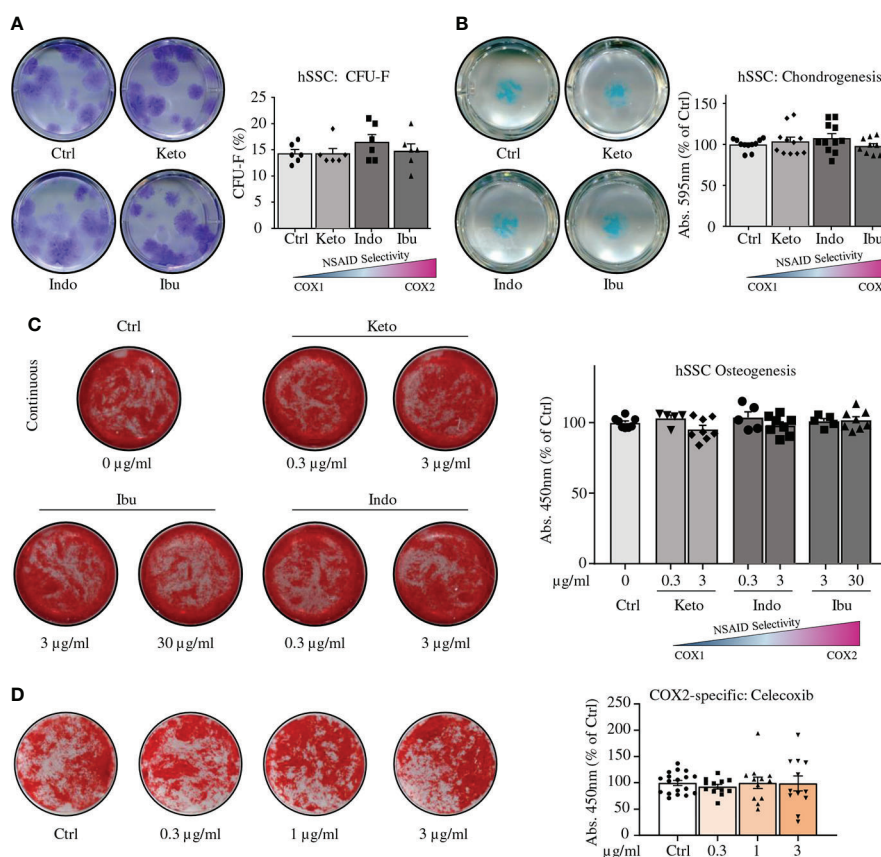 A
Ctrl
Keto
Indo
Ibu
hSSC: CFU-F
CFU-F (%)
25
20
15
10
5
0
Ctrl Keto Indo Ibu
NSAID Selectivity
COX1 COX2
B
Ctrl
Keto
Indo
Ibu
hSSC: Chondrogenesis
Abs. 595nm (% of Ctrl)
150
100
50
0
Ctrl Keto Indo Ibu
NSAID Selectivity
COX1
C
Continuous
Ctrl
Keto
0 µg/ml
0.3 µg/ml
3 µg/ml
Ibu
Indo
3 µg/ml
30 µg/ml
0.3 µg/ml
3 µg/ml
hSSC Osteogenesis
Abs. 450nm (% of Ctrl)
100
50
0
µg/ml 0 0.3 3 0.3 3 3 30
Ctrl Keto Indo Ibu
NSAID Selectivity
COX1 COX2
D
Ctrl
0.3 µg/ml
1 µg/ml
3 µg/ml
COX2-specific: Celecoxib
Abs. 450nm (% of Ctrl)
250
200
150
100
50
0
µg/ml Ctrl 0.3 1 3